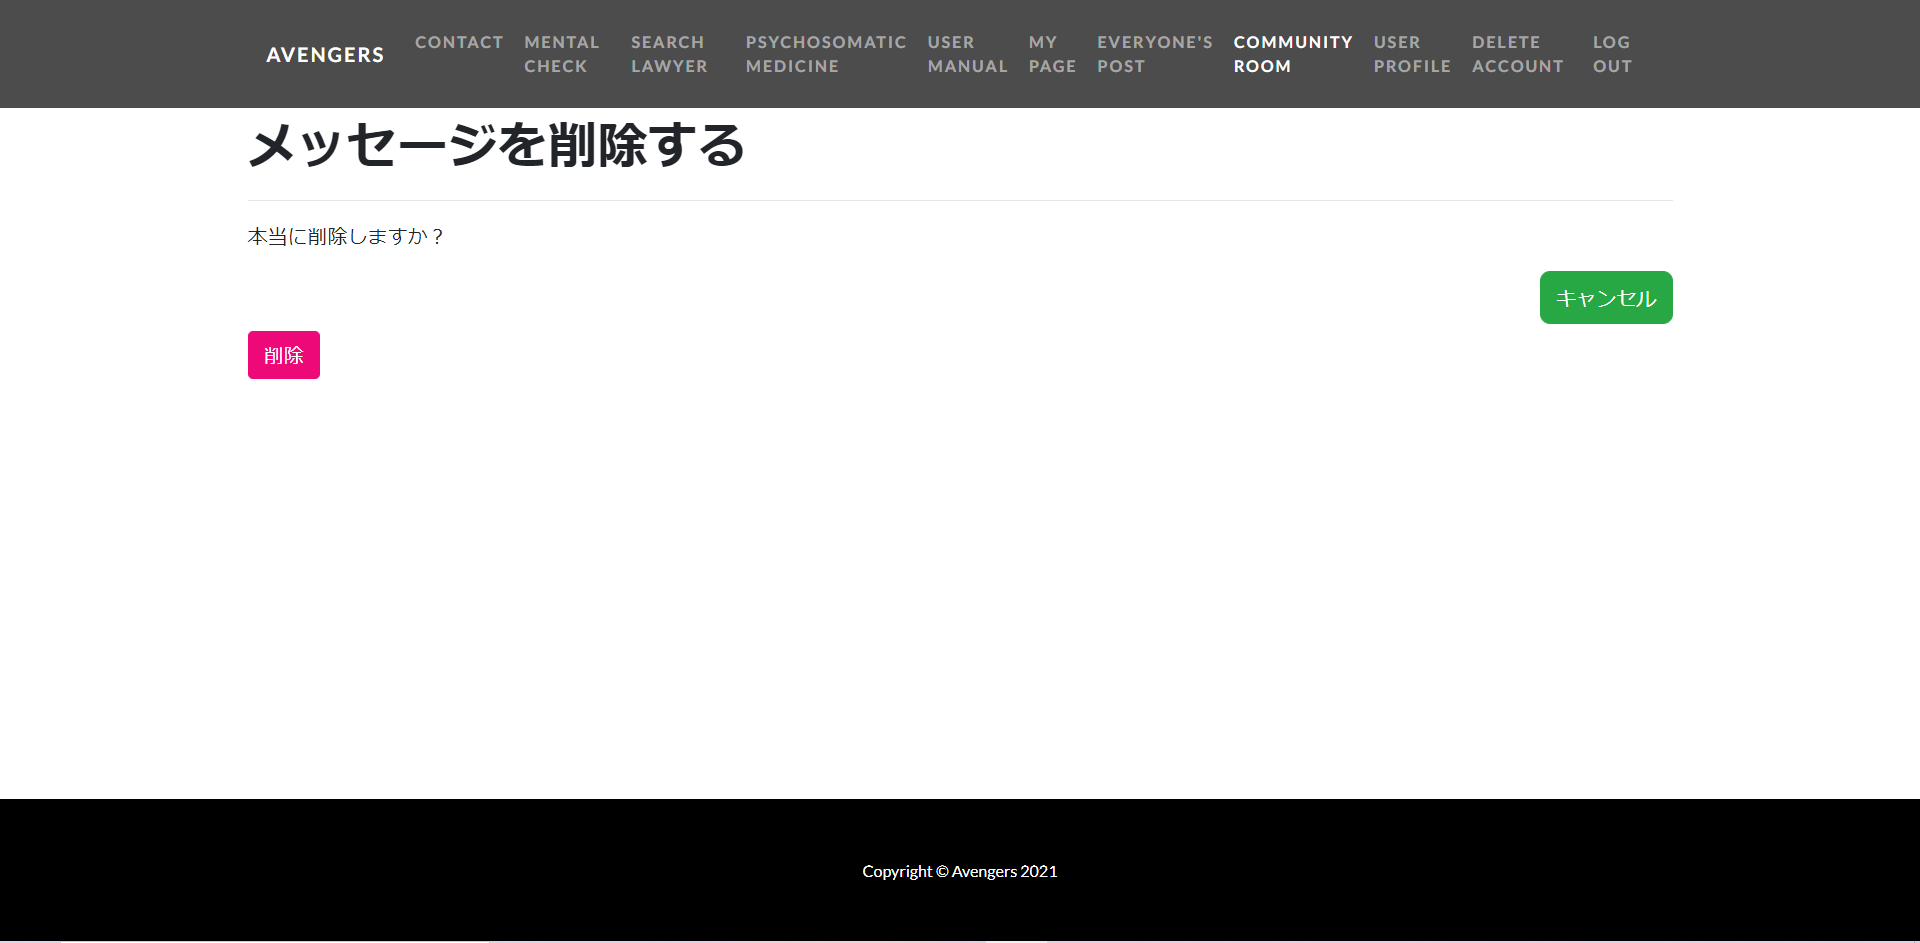 AVENGERS
CONTACT
MENTAL
CHECK
SEARCH
LAWYER
PSYCHOSOMATIC
MEDICINE
USER
MANUAL
MY
PAGE
EVERYONE'S
POST
COMMUNITY
ROOM
USER
PROFILE
DELETE
ACCOUNT
LOG
OUT
メッセージを削除する
本当に削除しますか？
キャンセル
削除
Copyright © Avengers 2021